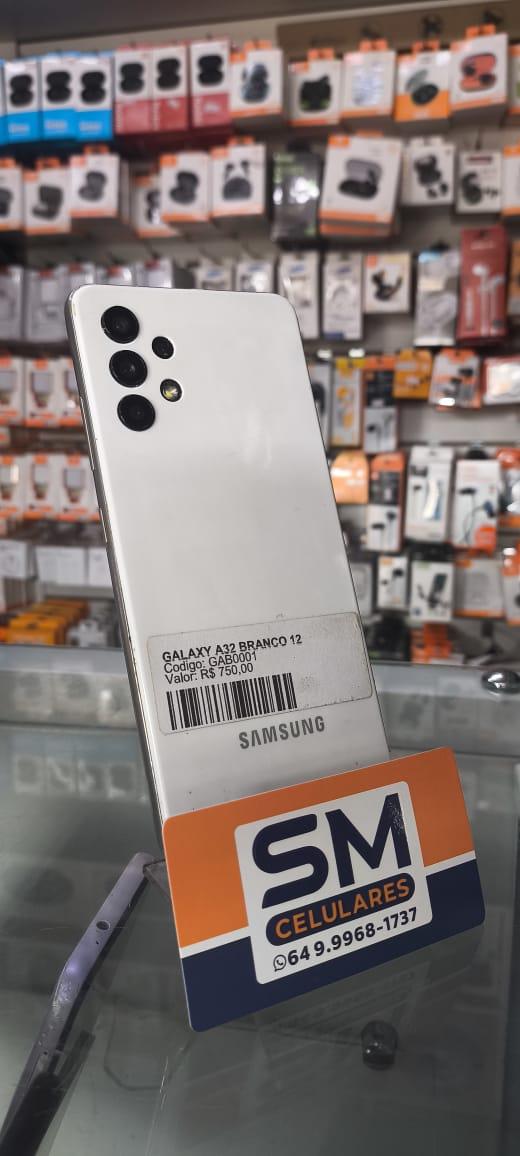 GALAXY A32 BRANCO 12
Codigo: GAB0001
Valor: R$ 750,00
SAMSUNG
SM
CELULARES
64 9.9968-1737